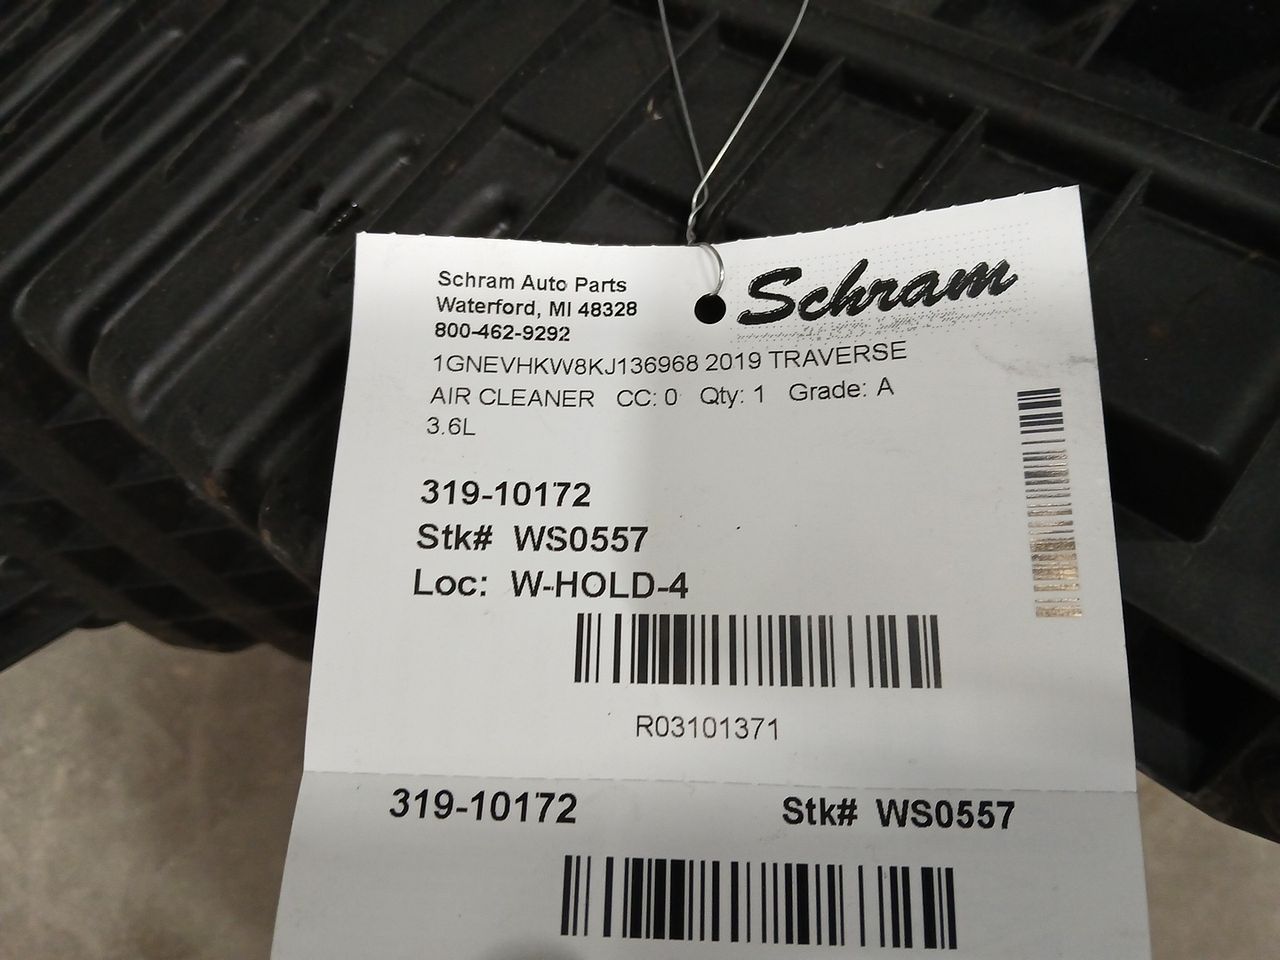 Schram Auto Parts
Waterford, MI 48328
800-462-9292
Schram
1GNEVHKW8KJ136968 2019 TRAVERSE
AIR CLEANER CC: 0 Qty: 1 Grade: A
3.6L
319-10172
Stk# WS0557
Loc: W-HOLD-4
R03101371
319-10172 Stk# WS0557